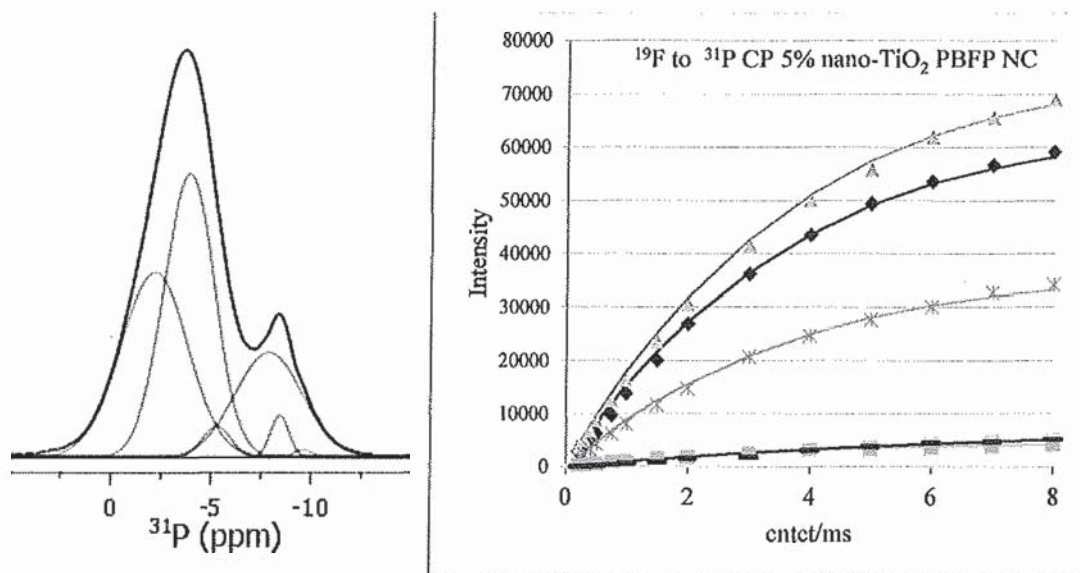 0 -5 -10
³¹P (ppm)
¹⁹F to ³¹P CP 5% nano-TiO₂ PBFP NC
Intensity
80000
70000
60000
50000
40000
30000
20000
10000
0
0 2 4 6 8
cntct/ms